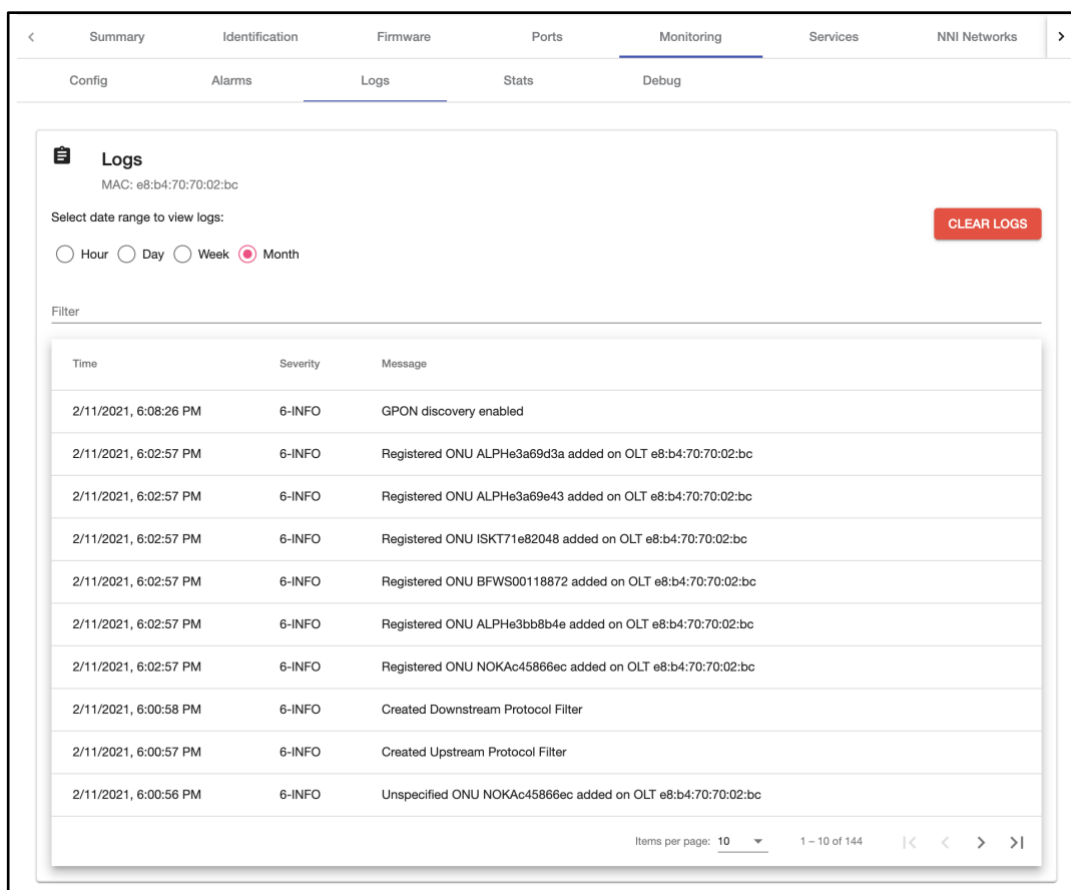 Summary Identification Firmware Ports Monitoring Services NNI Networks
Config Alarms Logs Stats Debug
Logs
MAC: e8:b4:70:70:02:bc
Select date range to view logs:
CLEAR LOGS
Hour Day Week Month
Filter
Time Severity Message
2/11/2021, 6:08:26 PM 6-INFO GPON discovery enabled
2/11/2021, 6:02:57 PM 6-INFO Registered ONU ALPHe3a69d3a added on OLT e8:b4:70:70:02:bc
2/11/2021, 6:02:57 PM 6-INFO Registered ONU ALPHe3a69e43 added on OLT e8:b4:70:70:02:bc
2/11/2021, 6:02:57 PM 6-INFO Registered ONU ISKT71e82048 added on OLT e8:b4:70:70:02:bc
2/11/2021, 6:02:57 PM 6-INFO Registered ONU BFWS00118872 added on OLT e8:b4:70:70:02:bc
2/11/2021, 6:02:57 PM 6-INFO Registered ONU ALPHe3bb8b4e added on OLT e8:b4:70:70:02:bc
2/11/2021, 6:02:57 PM 6-INFO Registered ONU NOKAc45866ec added on OLT e8:b4:70:70:02:bc
2/11/2021, 6:00:58 PM 6-INFO Created Downstream Protocol Filter
2/11/2021, 6:00:57 PM 6-INFO Created Upstream Protocol Filter
2/11/2021, 6:00:56 PM 6-INFO Unspecified ONU NOKAc45866ec added on OLT e8:b4:70:70:02:bc
Items per page: 10 1 – 10 of 144